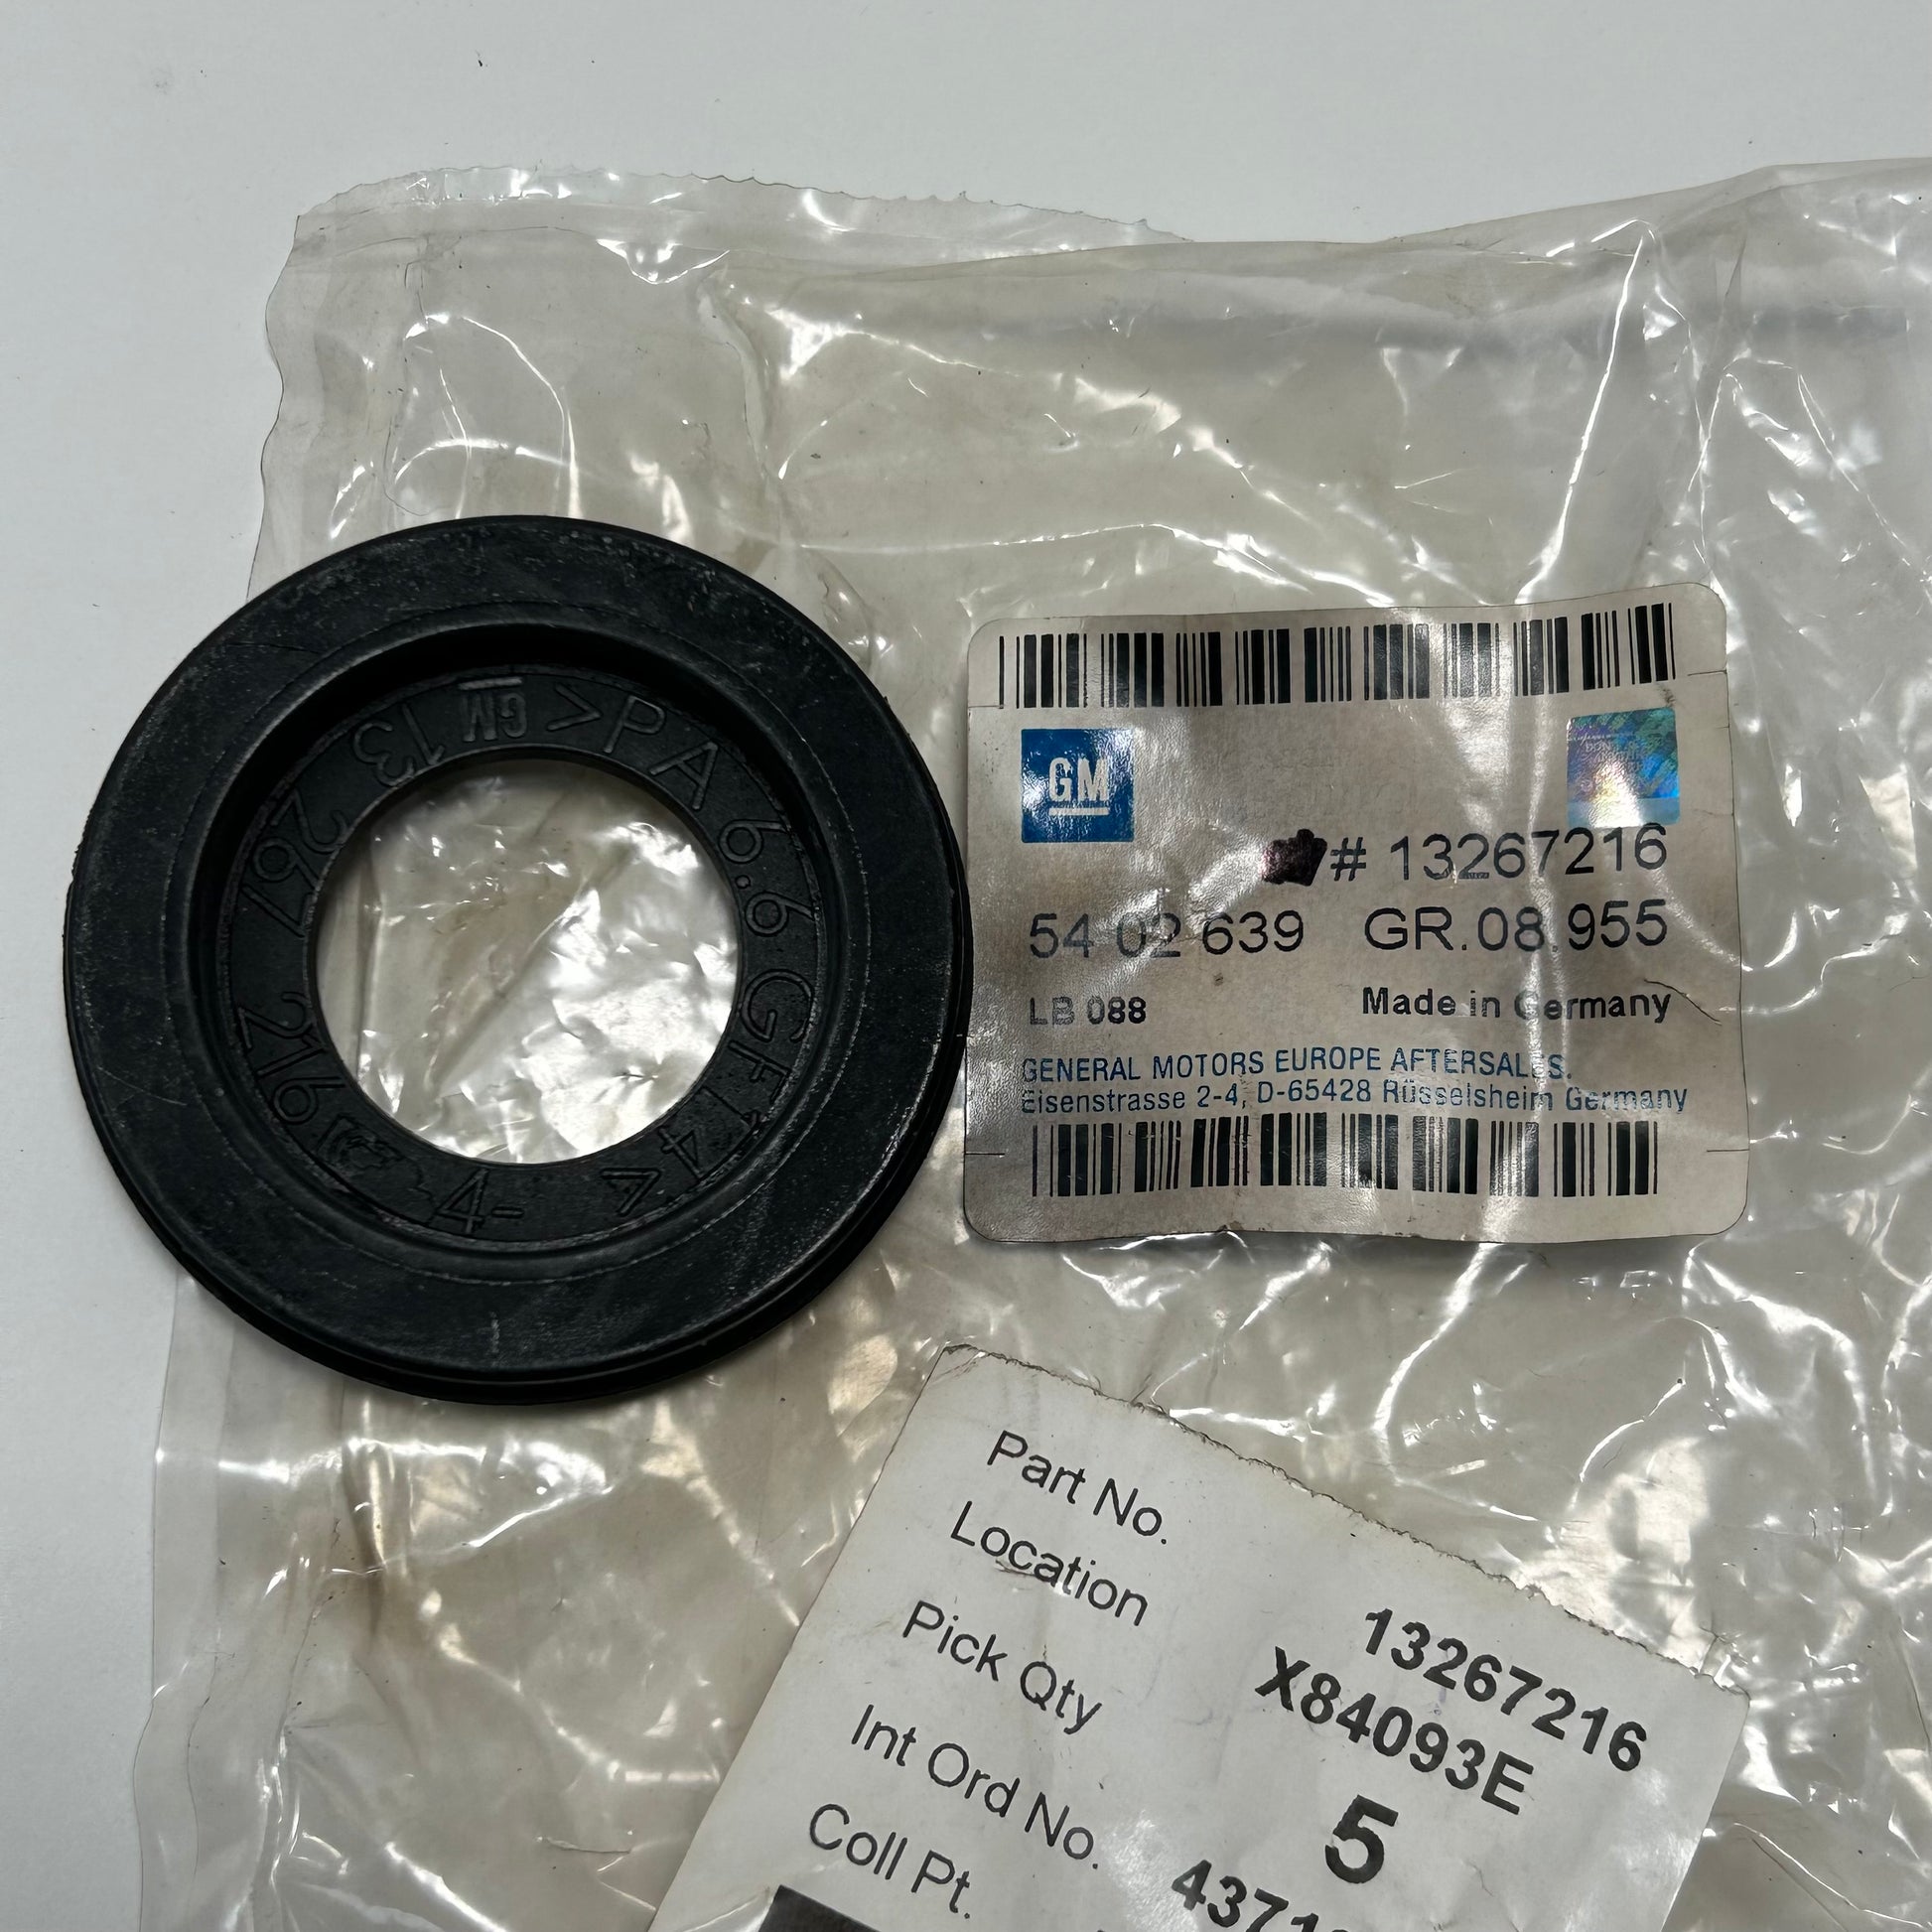 GM
>PA 6.6 GF14<
13 267 216
4-
GM
# 13267216
54 02 639 GR.08.955
LB 088 Made in Germany
GENERAL MOTORS EUROPE AFTERSALES.
Eisenstrasse 2-4, D-65428 Rüsselsheim Germany
Part No. 13267216
Location X84093E
Pick Qty 5
Int Ord No. 4371
Coll Pt.